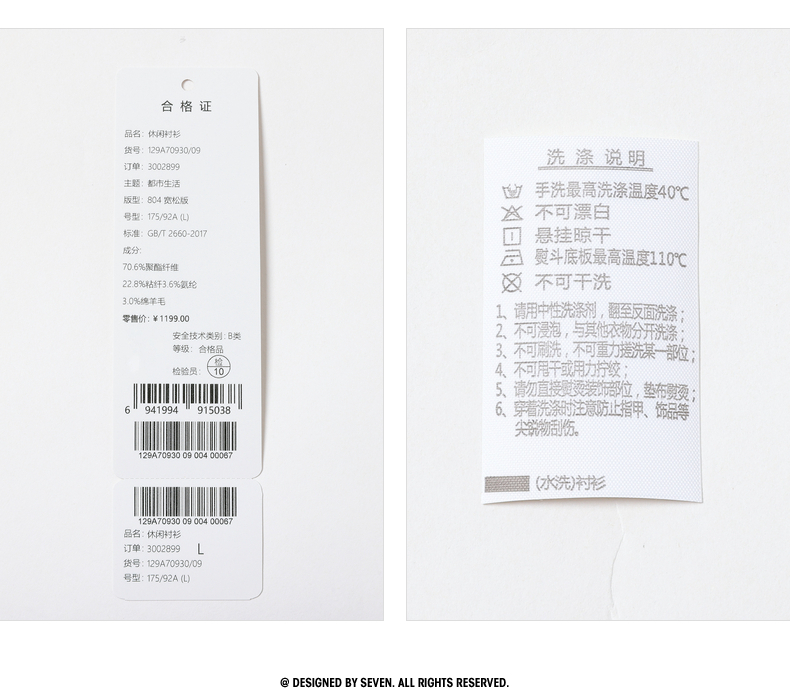 合格证
品名: 休闲衬衫
货号: 129A70930/09
订单: 3002899
主题: 都市生活
版型: 804 宽松版
号型: 175/92A (L)
标准: GB/T 2660-2017
成分:
70.6%聚酯纤维
22.8%粘纤3.6%氨纶
3.0%绵羊毛
零售价: ¥1199.00
安全技术类别: B类
等级: 合格品
检验员: 检 10
6 941994 915038
129A70930 09 004 00067
129A70930 09 004 00067
品名: 休闲衬衫
订单: 3002899 L
货号: 129A70930/09
号型: 175/92A (L)
洗涤说明
手洗最高洗涤温度40℃
不可漂白
悬挂晾干
熨斗底板最高温度110℃
不可干洗
1、请用中性洗涤剂，翻至反面洗涤；
2、不可浸泡，与其他衣物分开洗涤；
3、不可刷洗，不可重力搓洗某一部位；
4、不可甩干或用力拧绞；
5、请勿直接熨烫装饰部位，垫布熨烫；
6、穿着洗涤时注意防止指甲、饰品等
尖锐物刮伤。
(水洗)衬衫
@ DESIGNED BY SEVEN. ALL RIGHTS RESERVED.